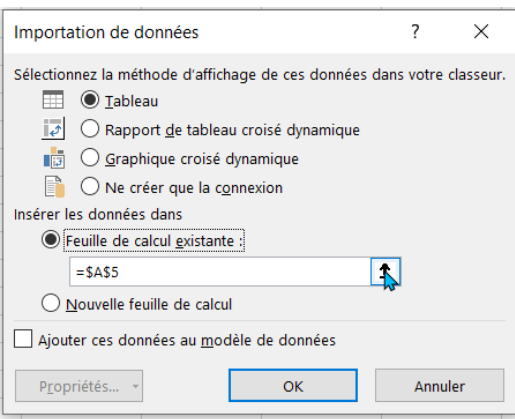 Importation de données
?
Sélectionnez la méthode d'affichage de ces données dans votre classeur.
Tableau
Rapport de tableau croisé dynamique
Graphique croisé dynamique
Ne créer que la connexion
Insérer les données dans
Feuille de calcul existante :
=$A$5
Nouvelle feuille de calcul
Ajouter ces données au modèle de données
Propriétés...
OK
Annuler